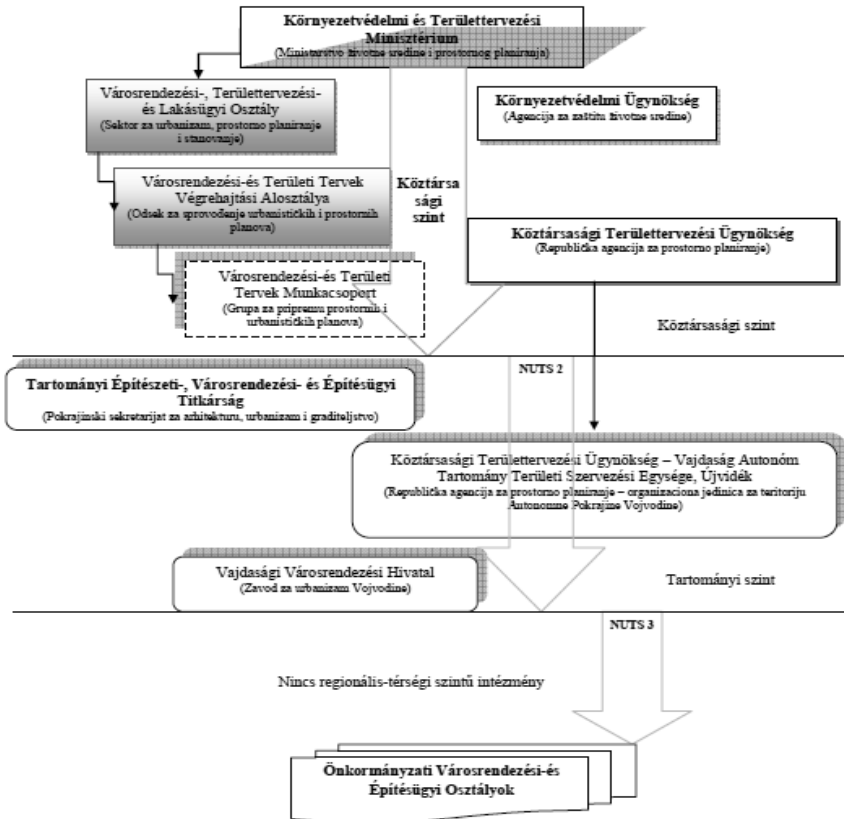 Környezetvédelmi és Területtervezési
Minisztérium
(Ministarstvo životne sredine i prostornog planiranja)
Városrendezési-, Területtervezési-
és Lakásügyi Osztály
(Sektor za urbanizam, prostorno planiranje
i stanovanje)
Környezetvédelmi Ügynökség
(Agencija za zaštitu životne sredine)
Városrendezési-és Területi Tervek
Végrehajtási Alosztálya
(Odsek za sprovođenje urbanističkih i prostornih
planova)
Köztársa
sági
szint
Köztársasági Területtervezési Ügynökség
(Republička agencija za prostorno planiranje)
Városrendezési-és Területi
Tervek Munkacsoport
(Grupa za pripremu prostornih i
urbanističkih planova)
Köztársasági szint
NUTS 2
Tartományi Építészeti-, Városrendezési- és Építésügyi
Titkárság
(Pokrajinski sekretarijat za arhitekturu, urbanizam i graditeljstvo)
Köztársasági Területtervezési Ügynökség – Vajdaság Autonóm
Tartomány Területi Szervezési Egysége, Újvidék
(Republička agencija za prostorno planiranje – organizaciona jedinica za teritoriju
Autonomne Pokrajine Vojvodine)
Vajdasági Városrendezési Hivatal
(Zavod za urbanizam Vojvodine)
Tartományi szint
NUTS 3
Nincs regionális-térségi szintű intézmény
Önkormányzati Városrendezési-és
Építésügyi Osztályok